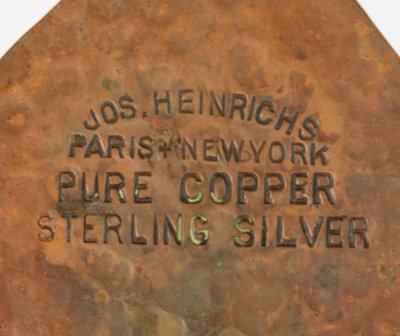 JOS. HEINRICHS
PARIS + NEW YORK
PURE COPPER
STERLING SILVER